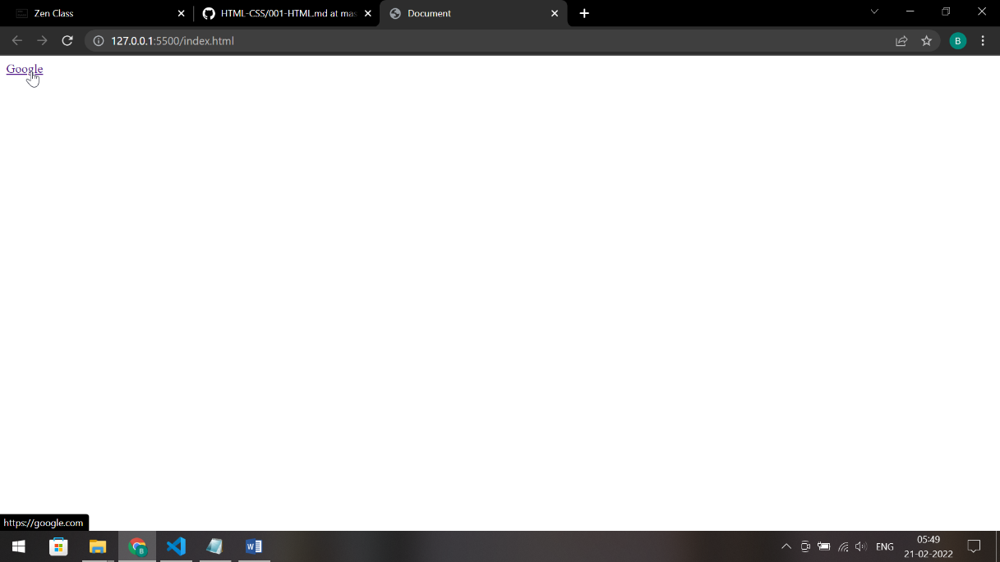 Zen Class
HTML-CSS/001-HTML.md at mas
Document
127.0.0.1:5500/index.html
B
Google
https://google.com
B
W
ENG
05:49
21-02-2022